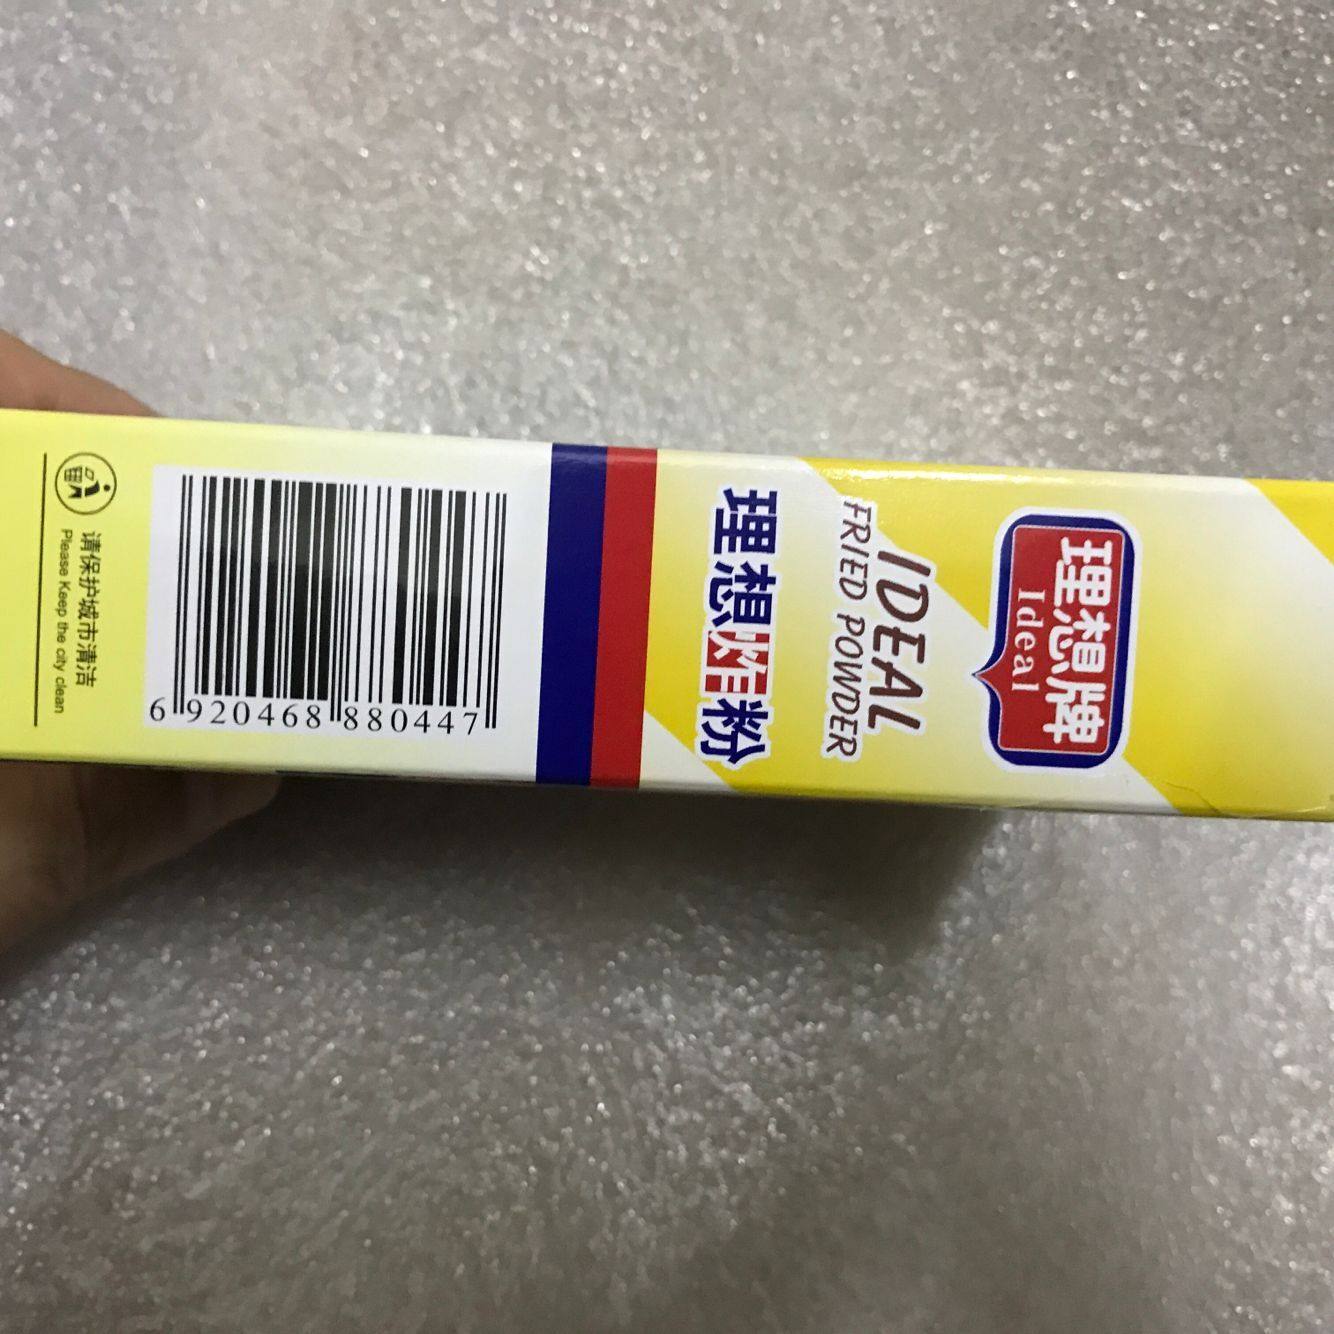 理想牌
Ideal
IDEAL
FRIED POWDER
理想炸粉
6 920468 880447
请保护城市清洁
Please Keep the city clean